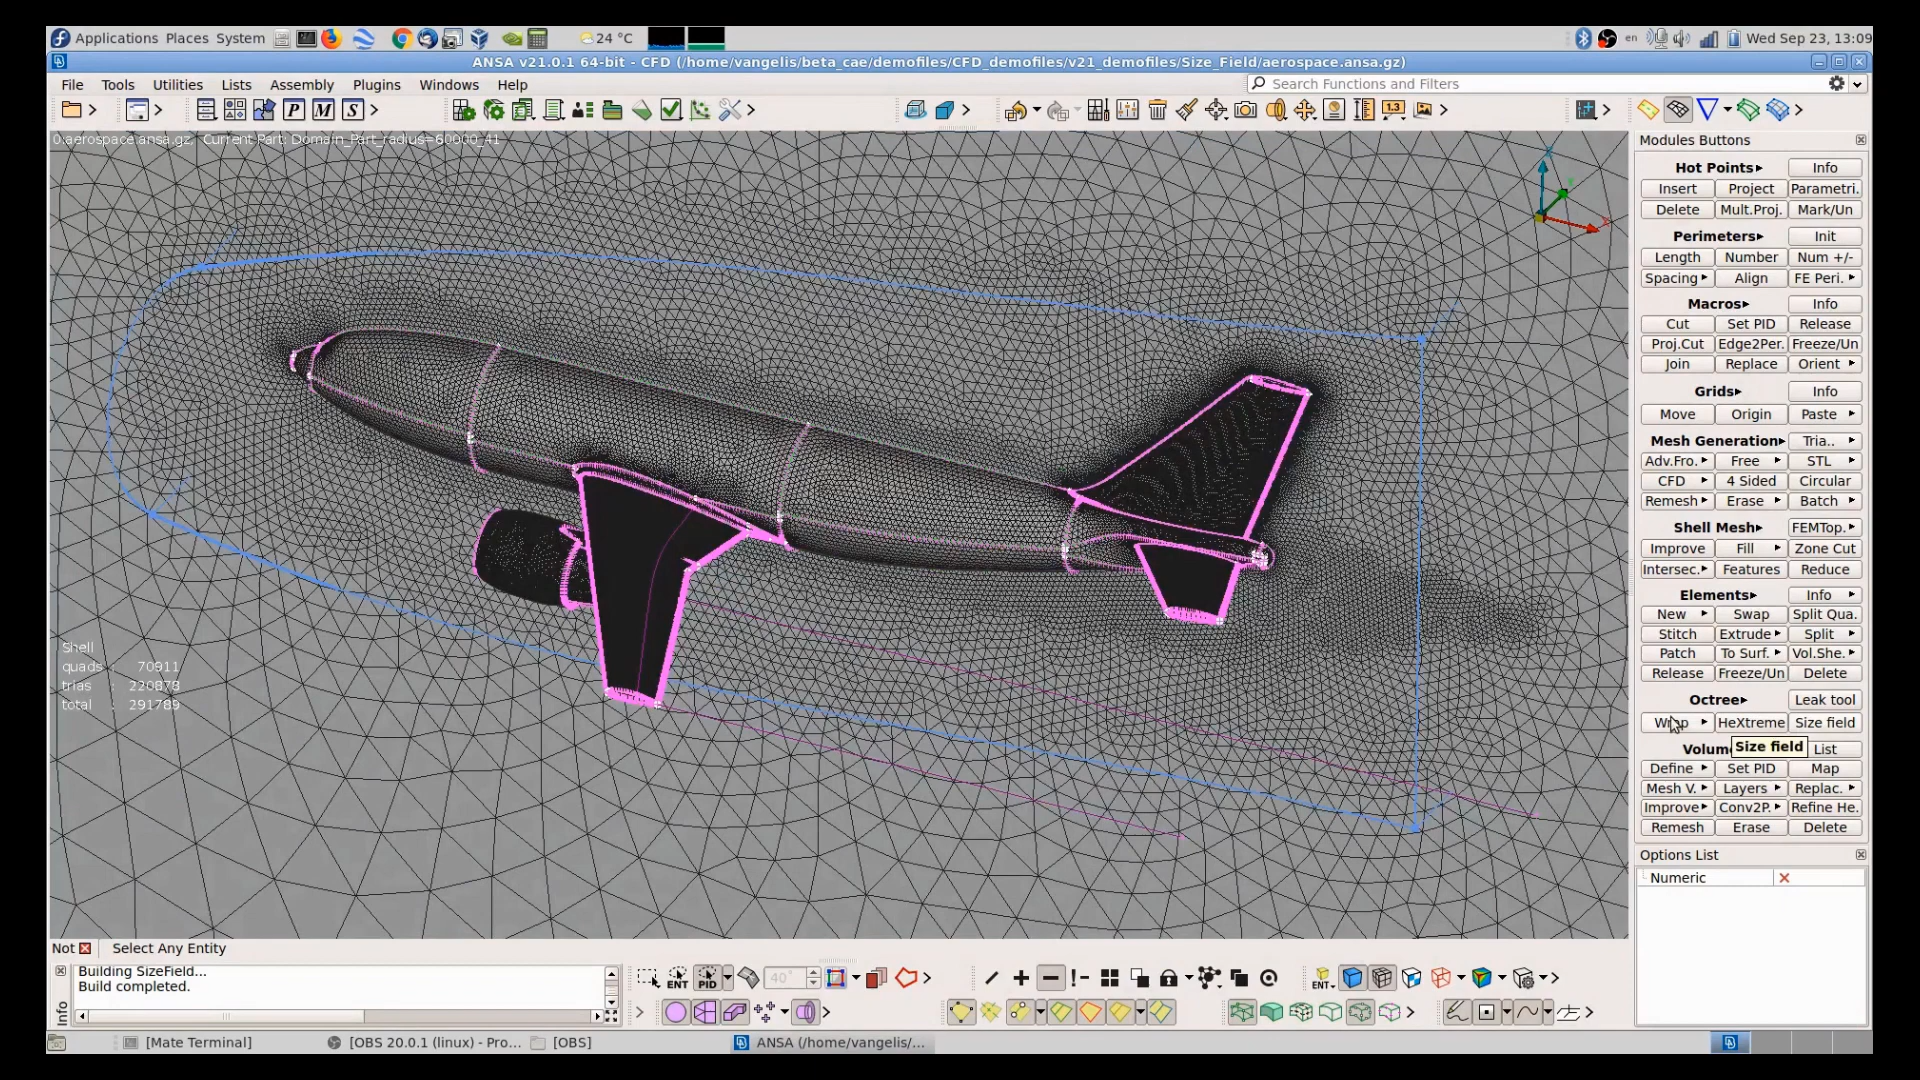 Applications Places System
24 °C
en
Wed Sep 23, 13:09
ANSA v21.0.1 64-bit - CFD (/home/vangelis/beta_cae/demofiles/CFD_demofiles/v21_demofiles/Size_Field/aerospace.ansa.gz)
File Tools Utilities Lists Assembly Plugins Windows Help
Search Functions and Filters
P M S
1.3
0:aerospace.ansa.gz, Current Part: Domain_Part_radius=60000_41
Modules Buttons
Hot Points Info
Insert Project Parametri.
Delete Mult.Proj. Mark/Un
Perimeters Init
Length Number Num +/-
Spacing Align FE Peri.
Macros Info
Cut Set PID Release
Proj.Cut Edge2Per. Freeze/Un
Join Replace Orient
Grids Info
Move Origin Paste
Mesh Generation Tria..
Adv.Fro. Free STL
CFD 4 Sided Circular
Remesh Erase Batch
Shell Mesh FEMTop.
Improve Fill Zone Cut
Intersec. Features Reduce
Elements Info
New Swap Split Qua.
Stitch Extrude Split
Patch To Surf. Vol.She.
Release Freeze/Un Delete
Octree Leak tool
Wrap HeXtreme Size field
Size field
Volum List
Define Set PID Map
Mesh V. Layers Replac.
Improve Conv2P. Refine He.
Remesh Erase Delete
Options List
Numeric
Shell
quads : 70911
trias : 220878
total : 291789
Not Select Any Entity
Info
Building SizeField...
Build completed.
ENT PID 40°
ENT
[Mate Terminal] [OBS 20.0.1 (linux) - Pro... [OBS] ANSA (/home/vangelis/...